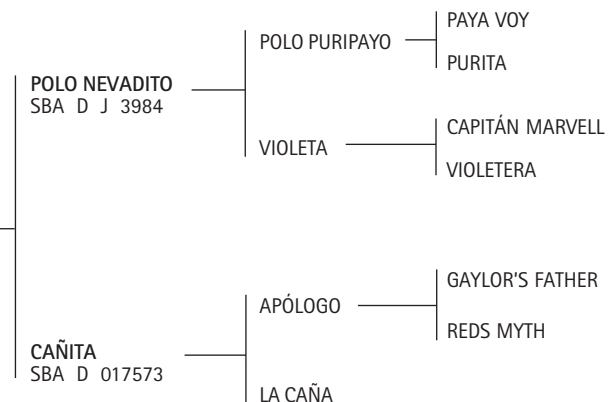 PAYA VOY
POLO PURIPAYO
PURITA
POLO NEVADITO
SBA D J 3984
CAPITÁN MARVELL
VIOLETA
VIOLETERA
GAYLOR'S FATHER
APÓLOGO
REDS MYTH
CAÑITA
SBA D 017573
LA CAÑA